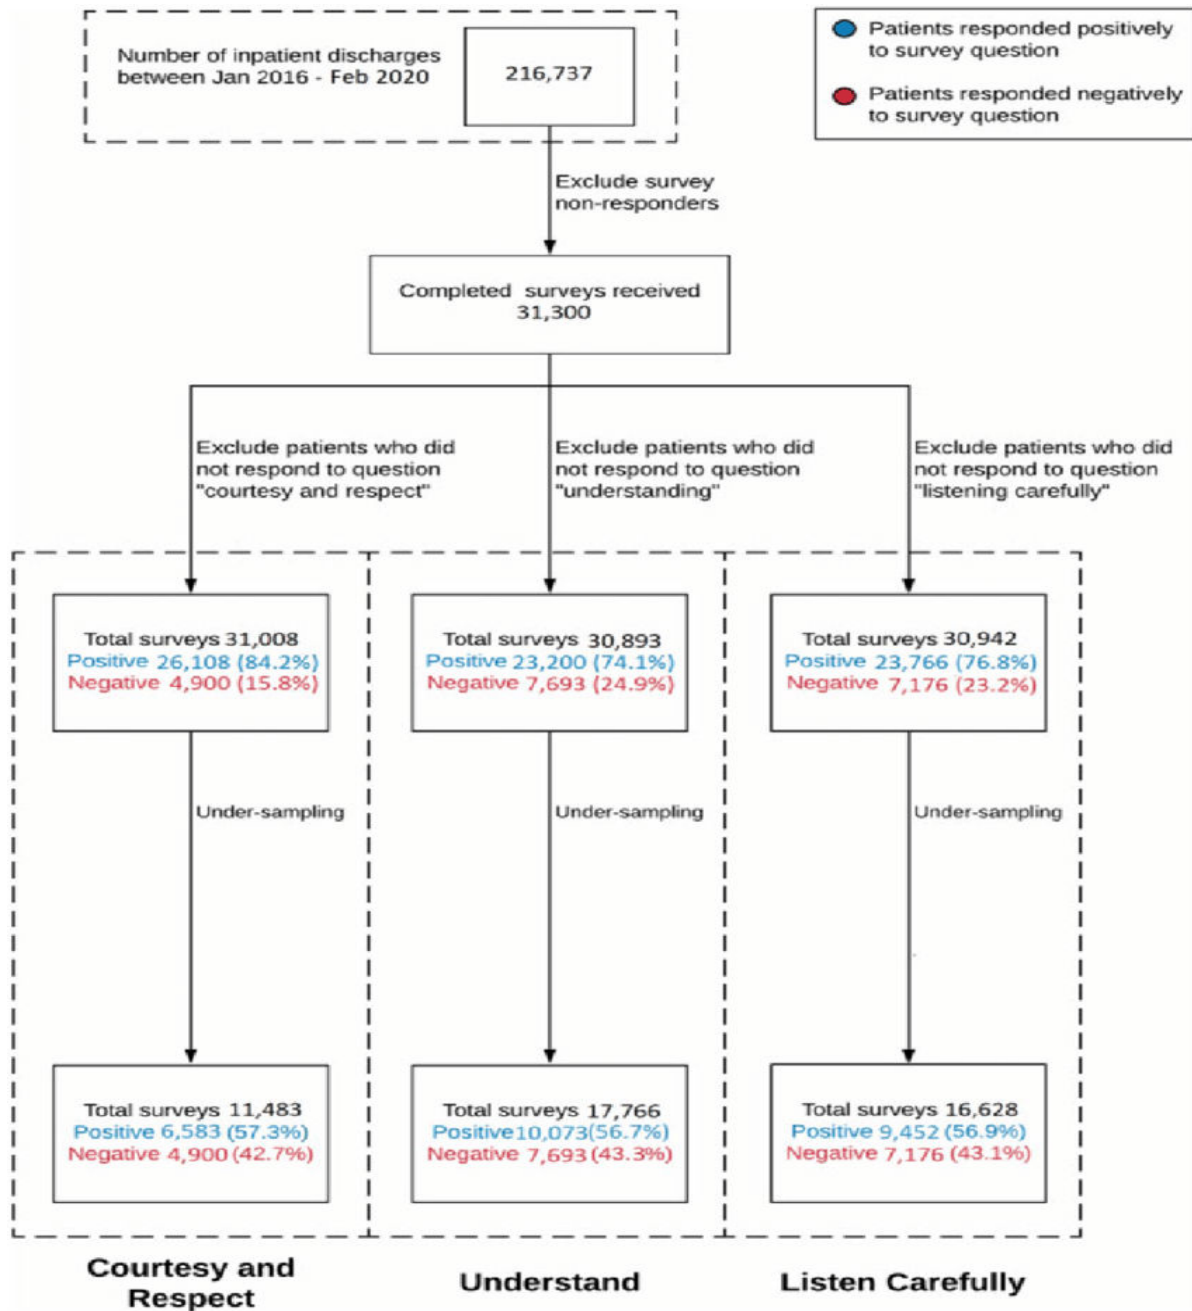 Number of inpatient discharges
between Jan 2016 - Feb 2020
216,737
Patients responded positively
to survey question
Patients responded negatively
to survey question
Exclude survey
non-responders
Completed surveys received
31,300
Exclude patients who did
not respond to question
"courtesy and respect"
Exclude patients who did
not respond to question
"understanding"
Exclude patients who did
not respond to question
"listening carefully"
Total surveys 31,008
Positive 26,108 (84.2%)
Negative 4,900 (15.8%)
Total surveys 30,893
Positive 23,200 (74.1%)
Negative 7,693 (24.9%)
Total surveys 30,942
Positive 23,766 (76.8%)
Negative 7,176 (23.2%)
Under-sampling
Under-sampling
Under-sampling
Total surveys 11,483
Positive 6,583 (57.3%)
Negative 4,900 (42.7%)
Total surveys 17,766
Positive 10,073(56.7%)
Negative 7,693 (43.3%)
Total surveys 16,628
Positive 9,452 (56.9%)
Negative 7,176 (43.1%)
Courtesy and
Respect
Understand
Listen Carefully